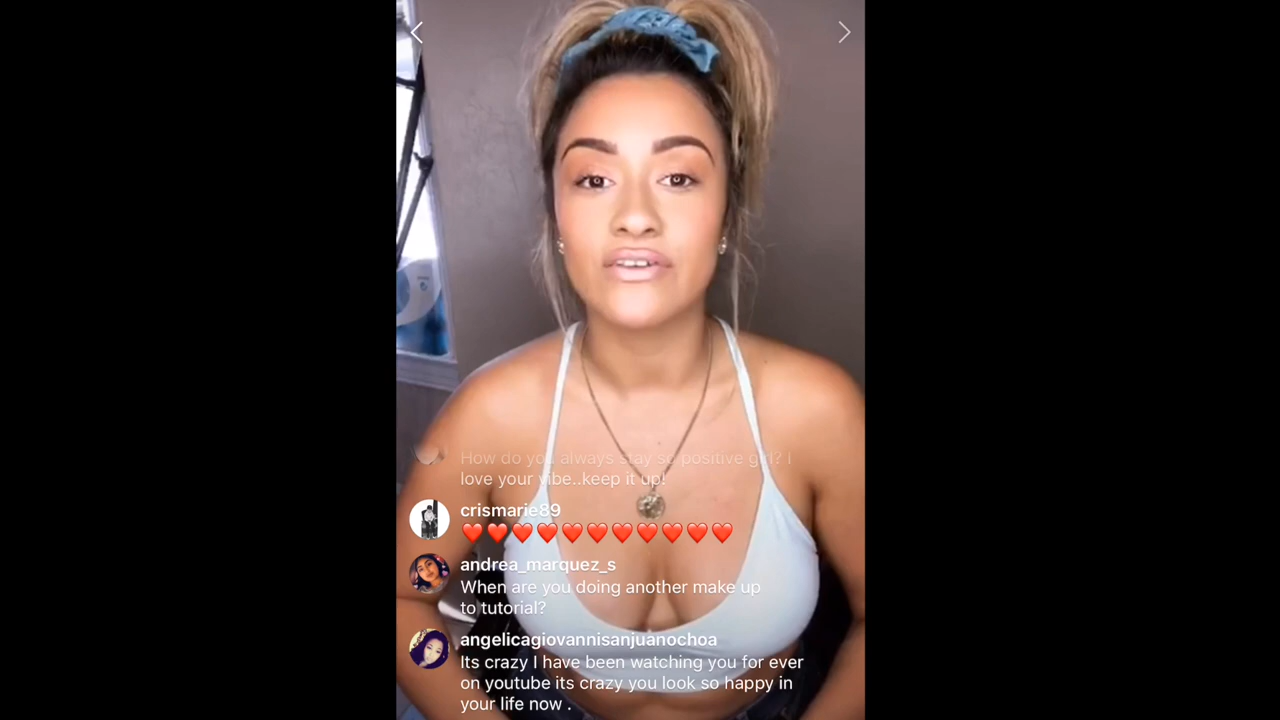 How do you always stay so positive girl? I
love your vibe..keep it up!
crismarie89
❤️❤️❤️❤️❤️❤️❤️❤️❤️❤️❤️
andrea_marquez_s
When are you doing another make up
to tutorial?
angelicagiovannisanjuanochoa
Its crazy I have been watching you for ever
on youtube its crazy you look so happy in
your life now .